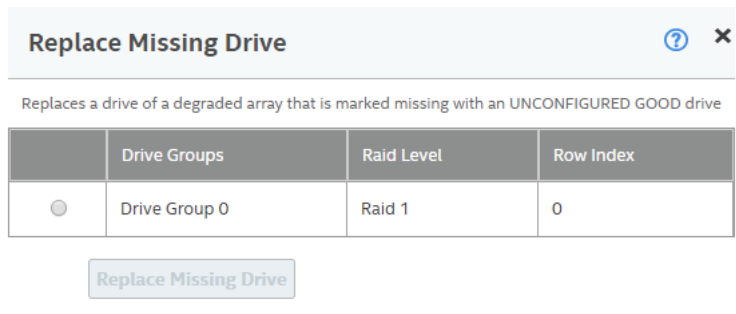 Replace Missing Drive
Replaces a drive of a degraded array that is marked missing with an UNCONFIGURED GOOD drive
Drive Groups Raid Level Row Index
Drive Group 0 Raid 1 0
Replace Missing Drive